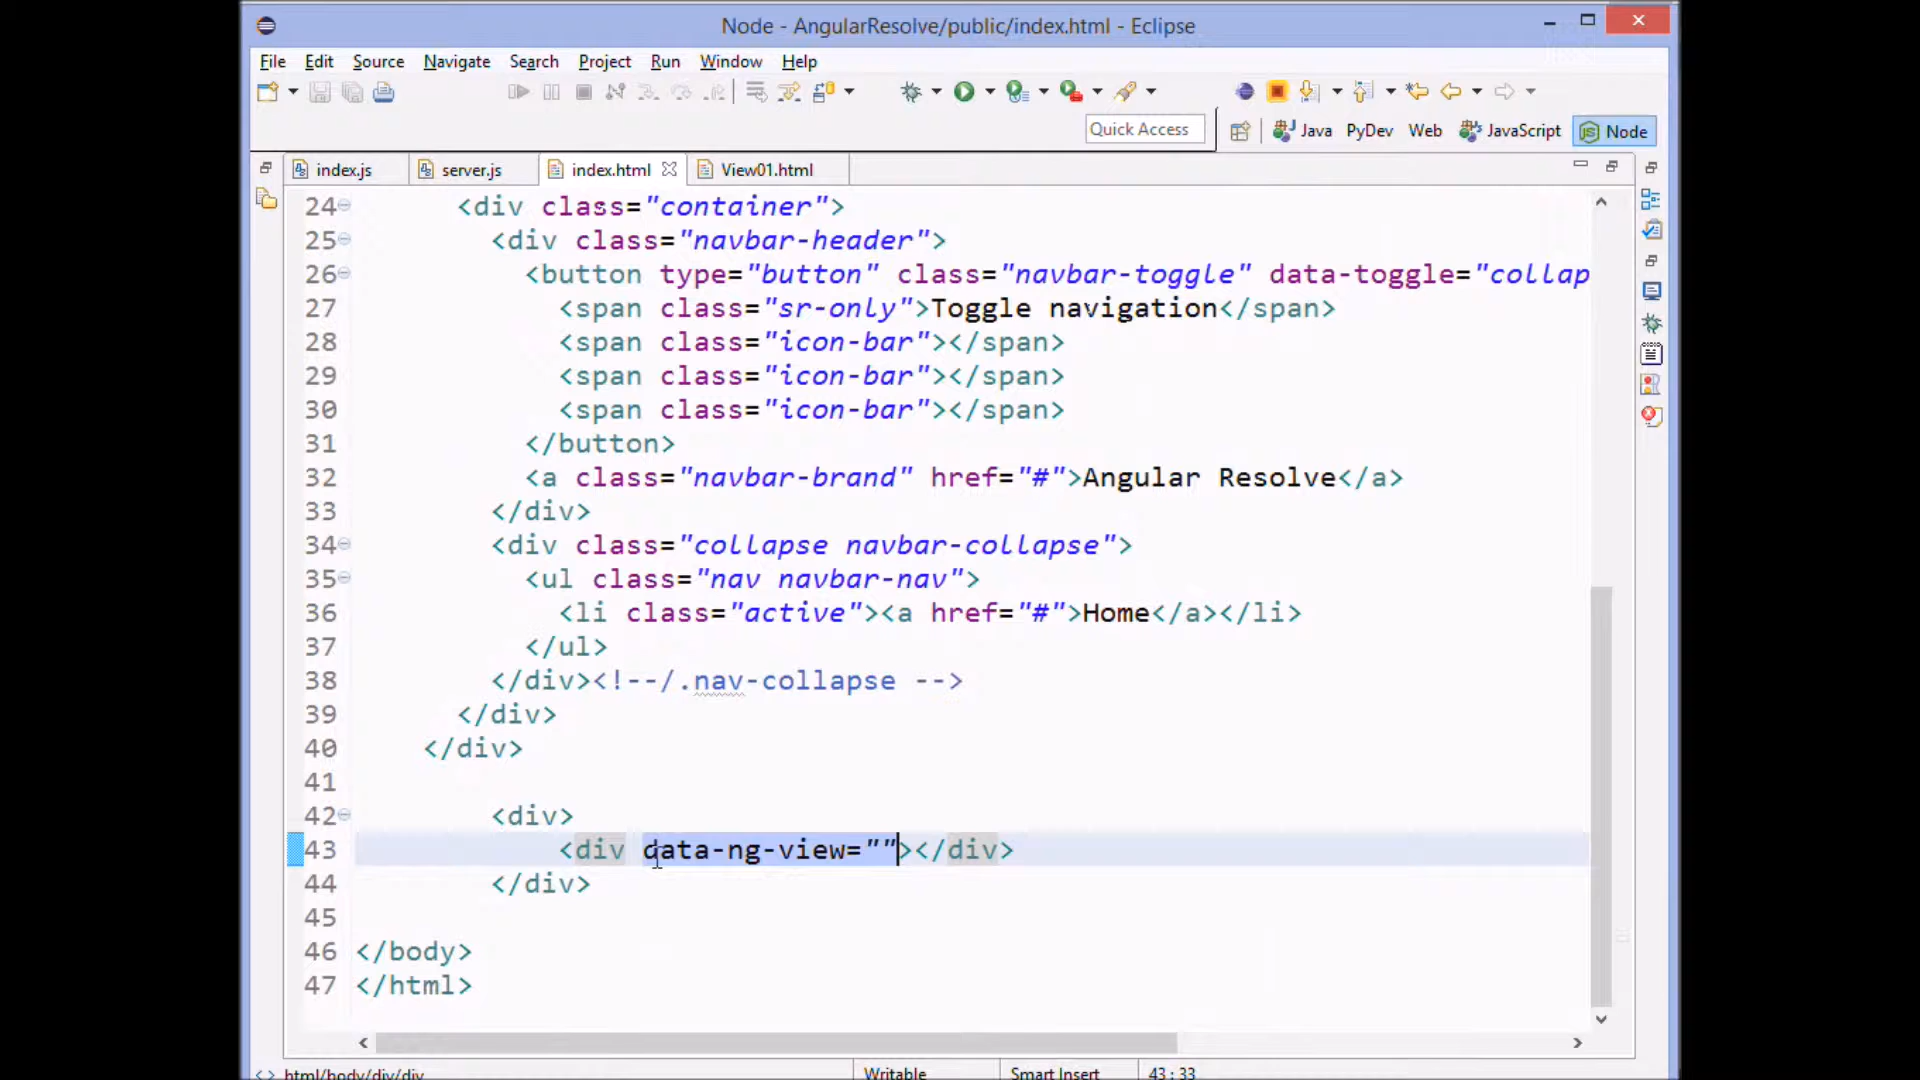 Node - AngularResolve/public/index.html - Eclipse
File Edit Source Navigate Search Project Run Window Help
Quick Access
Java PyDev Web JavaScript Node
index.js server.js index.html View01.html
24 <div class="container">
25 <div class="navbar-header">
26 <button type="button" class="navbar-toggle" data-toggle="collap
27 <span class="sr-only">Toggle navigation</span>
28 <span class="icon-bar"></span>
29 <span class="icon-bar"></span>
30 <span class="icon-bar"></span>
31 </button>
32 <a class="navbar-brand" href="#">Angular Resolve</a>
33 </div>
34 <div class="collapse navbar-collapse">
35 <ul class="nav navbar-nav">
36 <li class="active"><a href="#">Home</a></li>
37 </ul>
38 </div><!--/.nav-collapse -->
39 </div>
40 </div>
41
42 <div>
43 <div data-ng-view=""></div>
44 </div>
45
46 </body>
47 </html>
html/body/div/div Writable Smart Insert 43 : 33